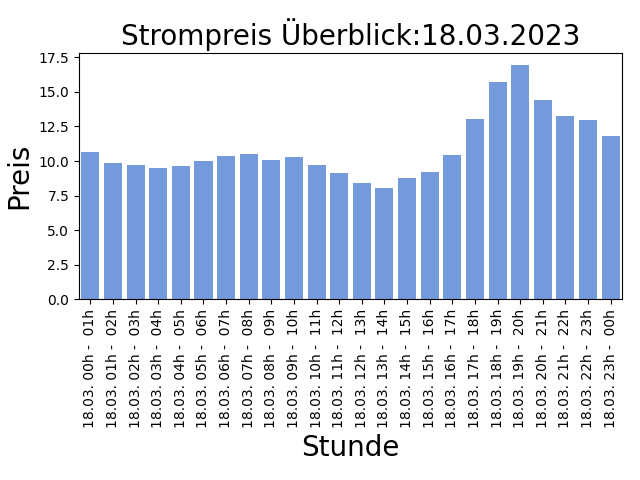 Strompreis Überblick:18.03.2023
Preis
17.5
15.0
12.5
10.0
7.5
5.0
2.5
0.0
18.03. 00h - 01h
18.03. 01h - 02h
18.03. 02h - 03h
18.03. 03h - 04h
18.03. 04h - 05h
18.03. 05h - 06h
18.03. 06h - 07h
18.03. 07h - 08h
18.03. 08h - 09h
18.03. 09h - 10h
18.03. 10h - 11h
18.03. 11h - 12h
18.03. 12h - 13h
18.03. 13h - 14h
18.03. 14h - 15h
18.03. 15h - 16h
18.03. 16h - 17h
18.03. 17h - 18h
18.03. 18h - 19h
18.03. 19h - 20h
18.03. 20h - 21h
18.03. 21h - 22h
18.03. 22h - 23h
18.03. 23h - 00h
Stunde